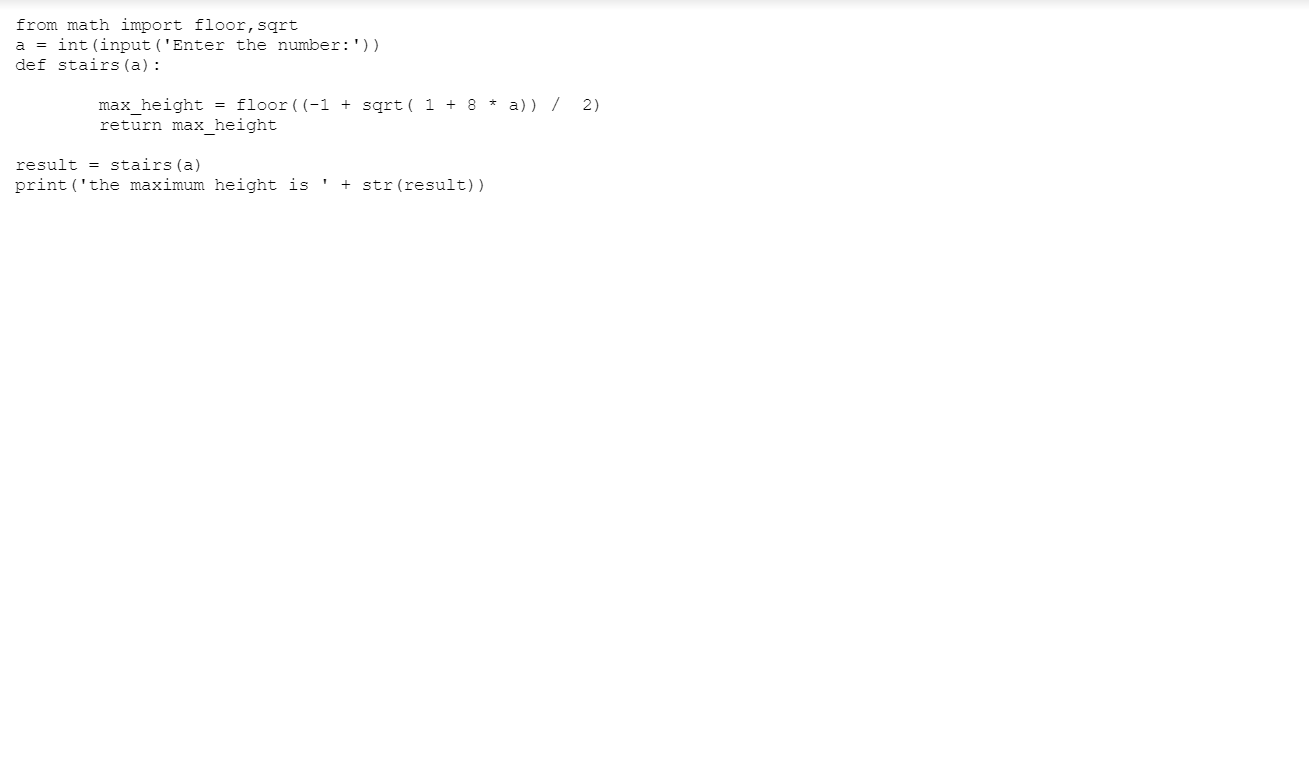 from math import floor,sqrt
a = int(input('Enter the number:'))
def stairs(a):
        max_height = floor((-1 + sqrt( 1 + 8 * a)) /  2)
        return max_height
result = stairs(a)
print('the maximum height is ' + str(result))